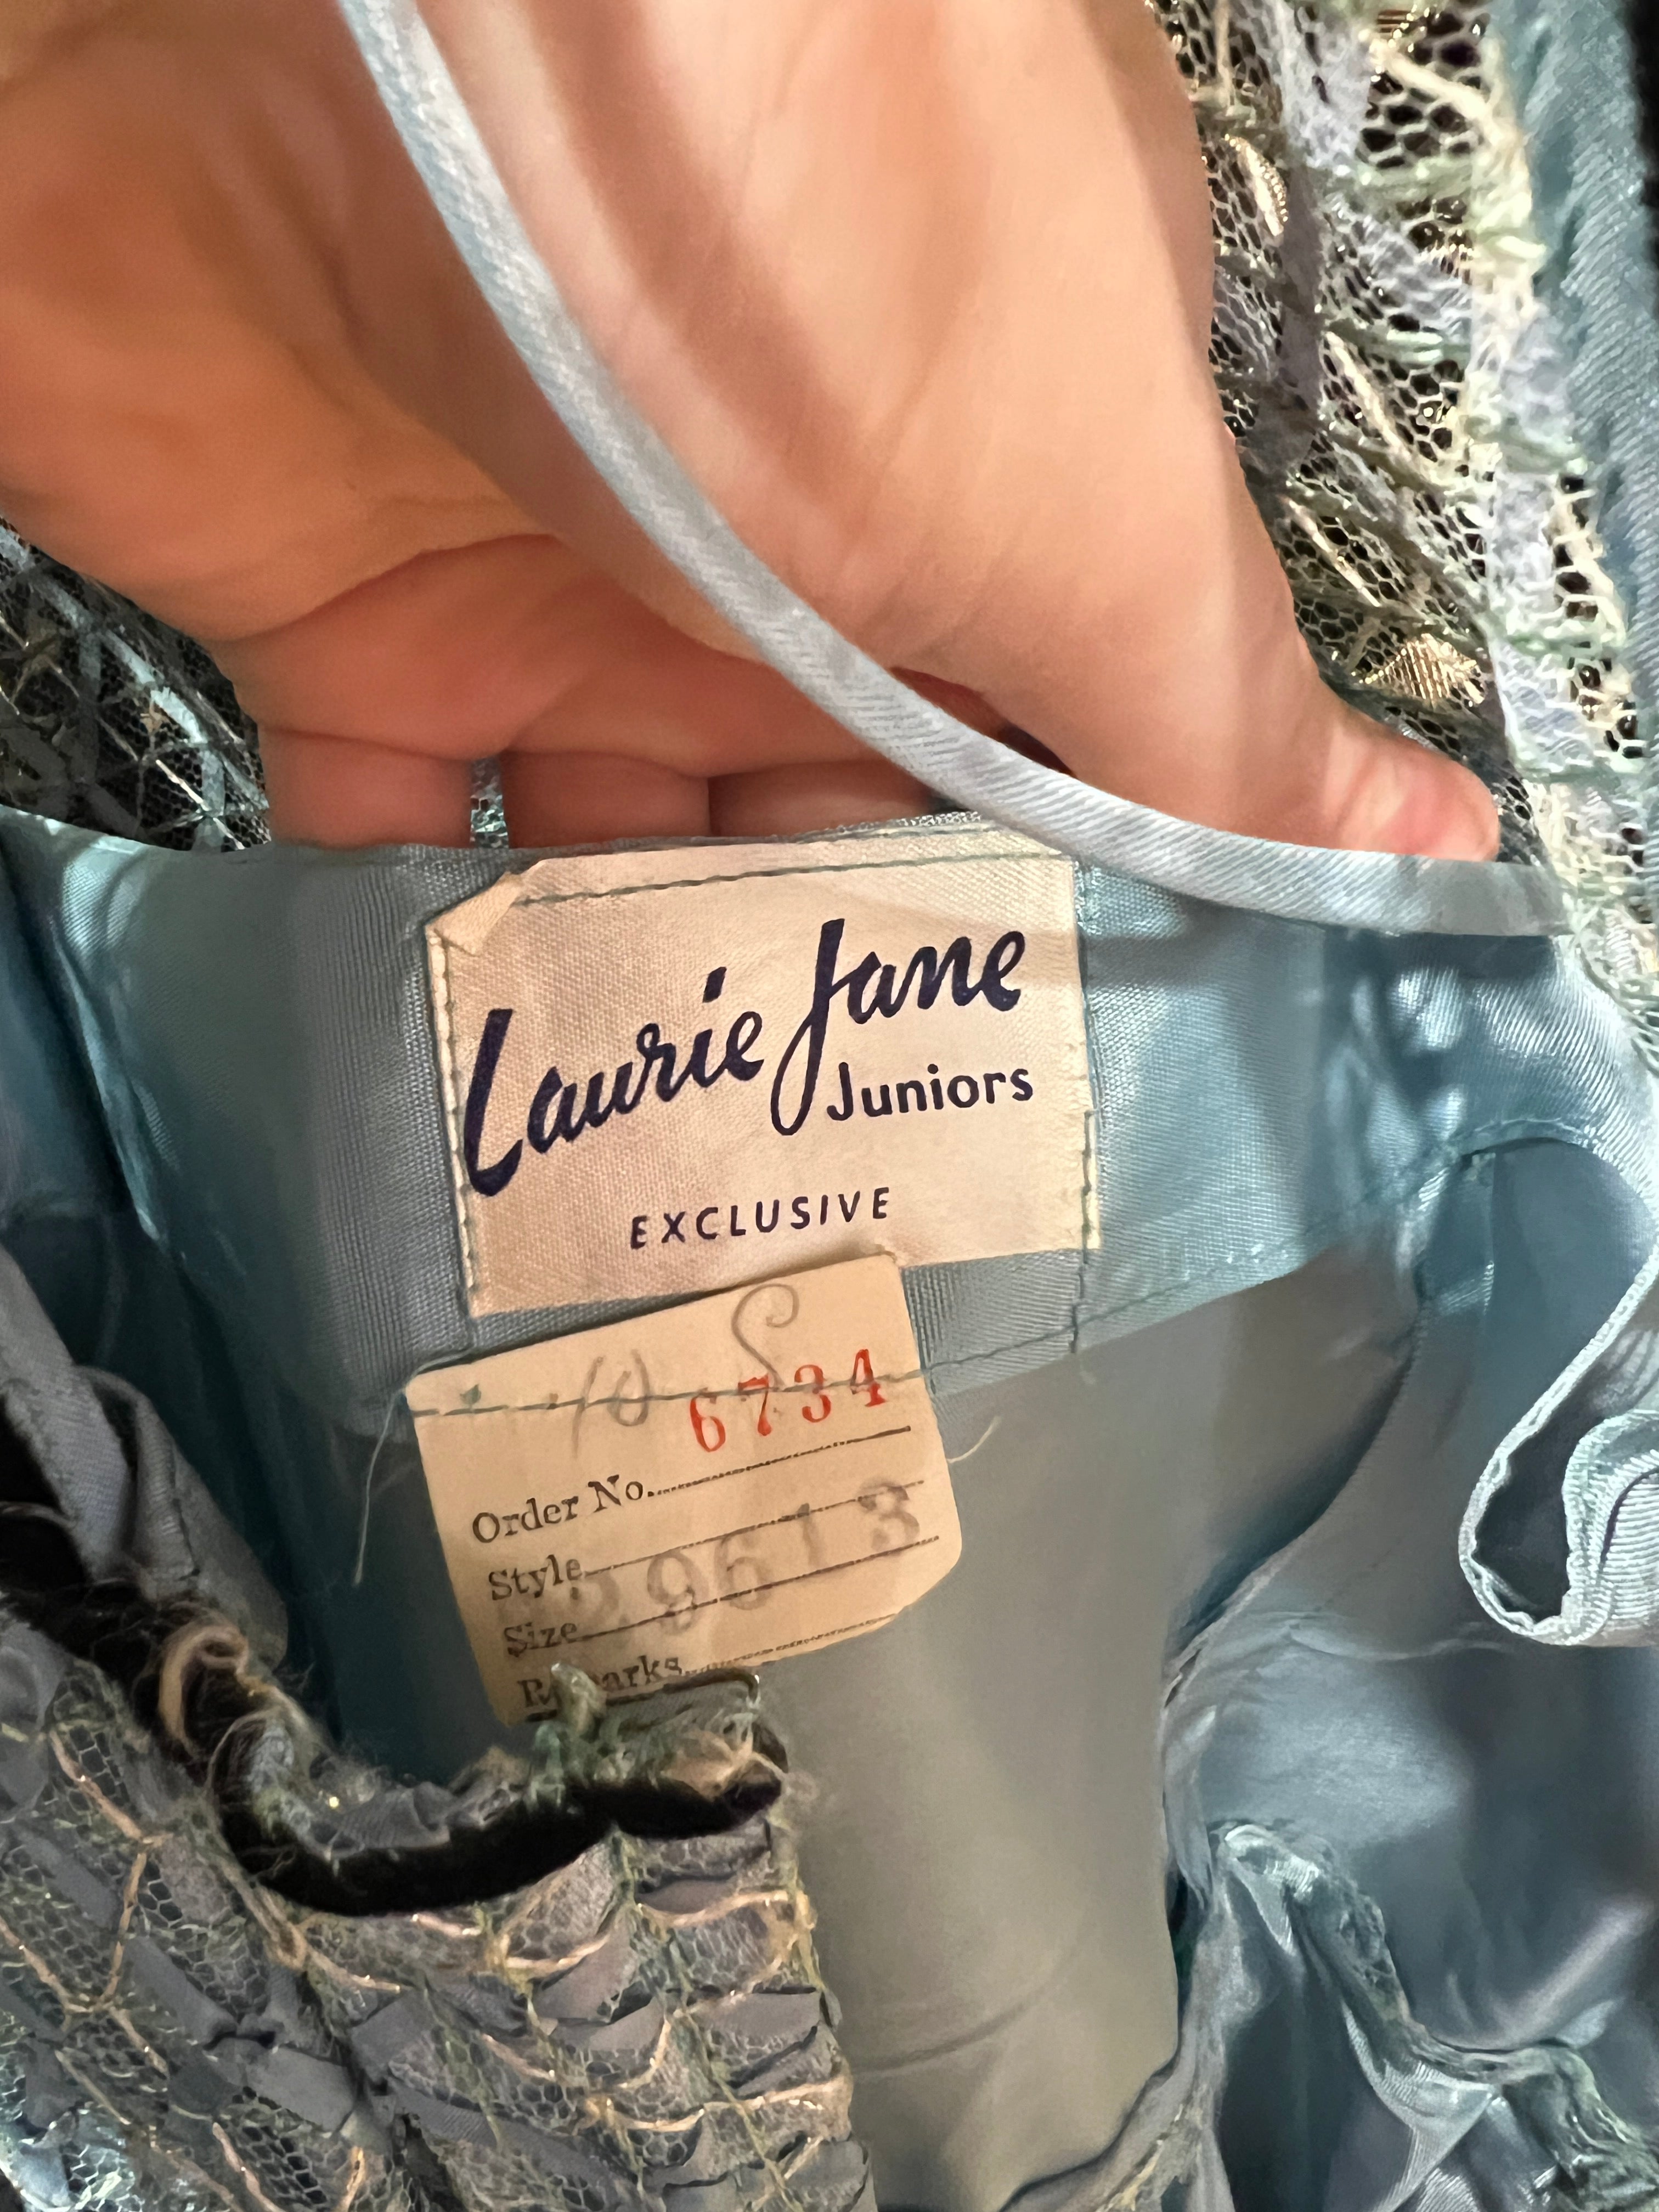 Laurie Jane
Juniors
EXCLUSIVE
10
6734
Order No.
Style
29613
Size
Remarks